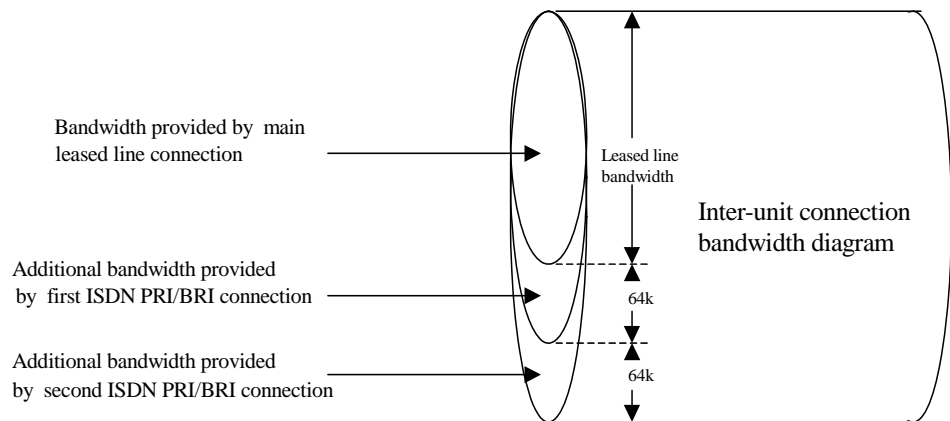 Bandwidth provided by main
leased line connection
Leased line
bandwidth
Inter-unit connection
bandwidth diagram
Additional bandwidth provided
by first ISDN PRI/BRI connection
64k
Additional bandwidth provided
by second ISDN PRI/BRI connection
64k